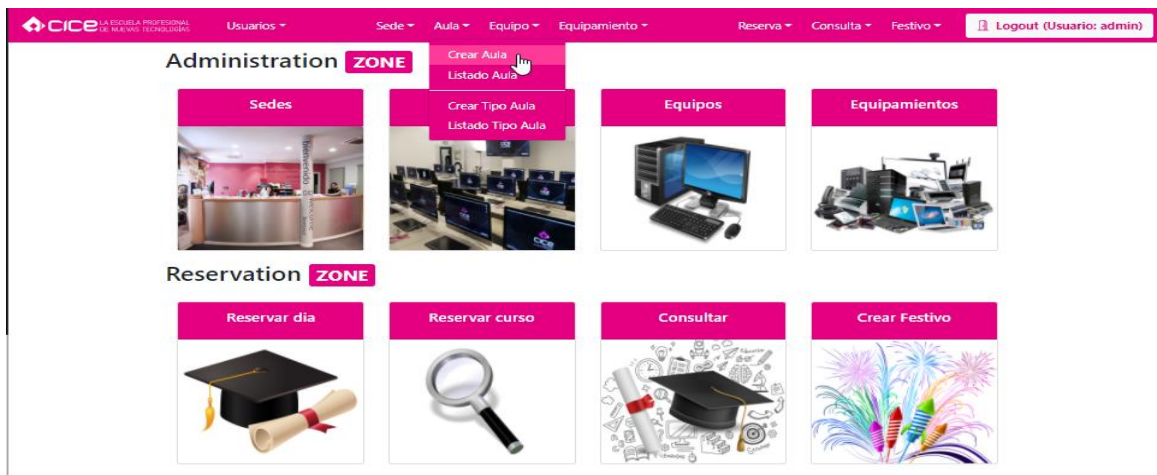 CICE LA ESCUELA PROFESIONAL
DE NUEVAS TECNOLOGÍAS
Usuarios
Sede
Aula
Equipo
Equipamiento
Reserva
Consulta
Festivo
Logout (Usuario: admin)
Crear Aula
Listado Aula
Crear Tipo Aula
Listado Tipo Aula
Administration ZONE
Sedes
Equipos
Equipamientos
bienvenido
Reservation ZONE
Reservar dia
Reservar curso
Consultar
Crear Festivo